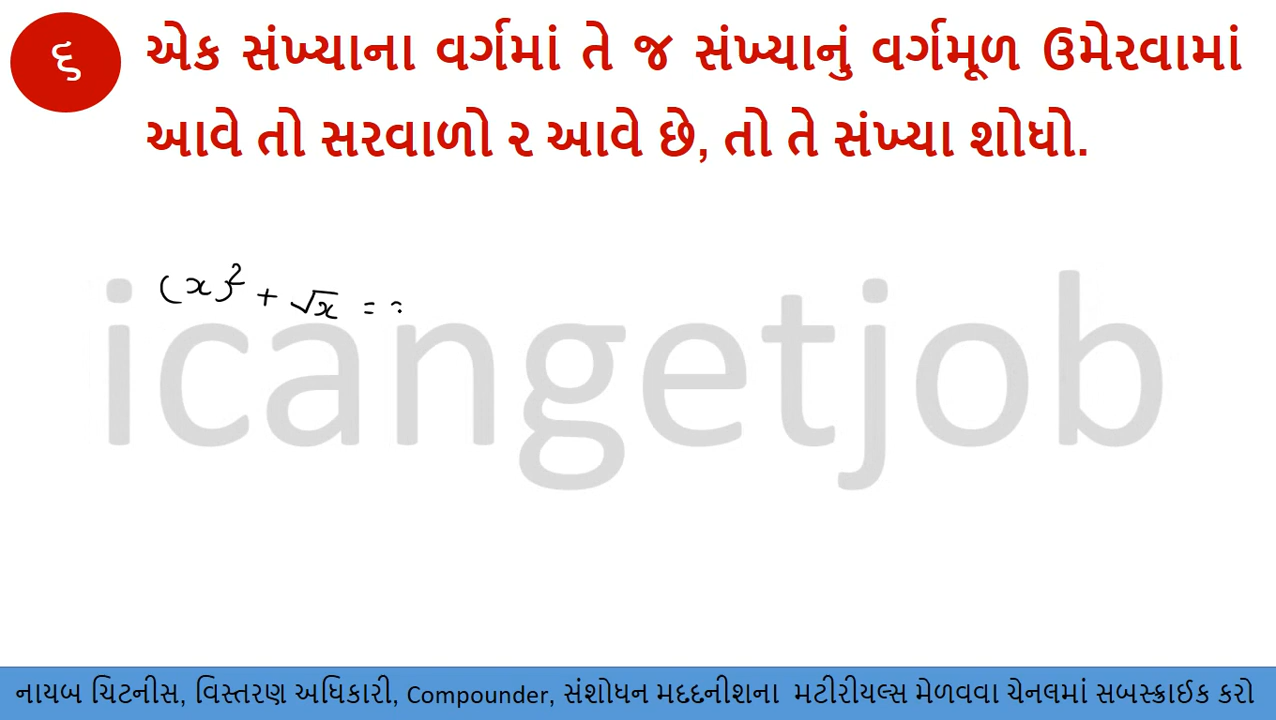 ૬
એક સંખ્યાના વર્ગમાં તે જ સંખ્યાનું વર્ગમૂળ ઉમેરવામાં
આવે તો સરવાળો ૨ આવે છે, તો તે સંખ્યા શોધો.
(x)² + √x =
icangetjob
નાયબ ચિટનીસ, વિસ્તરણ અધિકારી, Compounder, સંશોધન મદદનીશના મટીરીયલ્સ મેળવવા ચેનલમાં સબસ્ક્રાઈક કરો